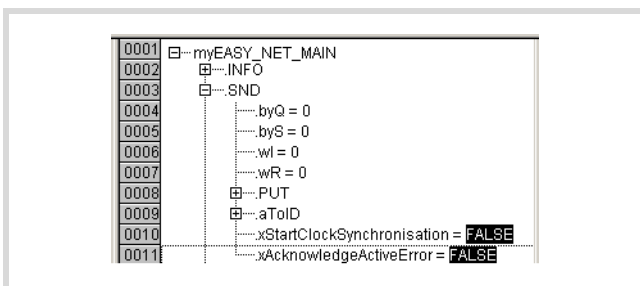 0001 myEASY_NET_MAIN
0002 .INFO
0003 .SND
0004 .byQ = 0
0005 .byS = 0
0006 .wI = 0
0007 .wR = 0
0008 .PUT
0009 .aToID
0010 .xStartClockSynchronisation = FALSE
0011 .xAcknowledgeActiveError = FALSE